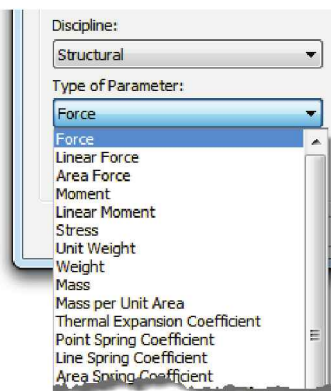 Discipline:
Structural
Type of Parameter:
Force
Force
Linear Force
Area Force
Moment
Linear Moment
Stress
Unit Weight
Weight
Mass
Mass per Unit Area
Thermal Expansion Coefficient
Point Spring Coefficient
Line Spring Coefficient
Area Spring Coefficient